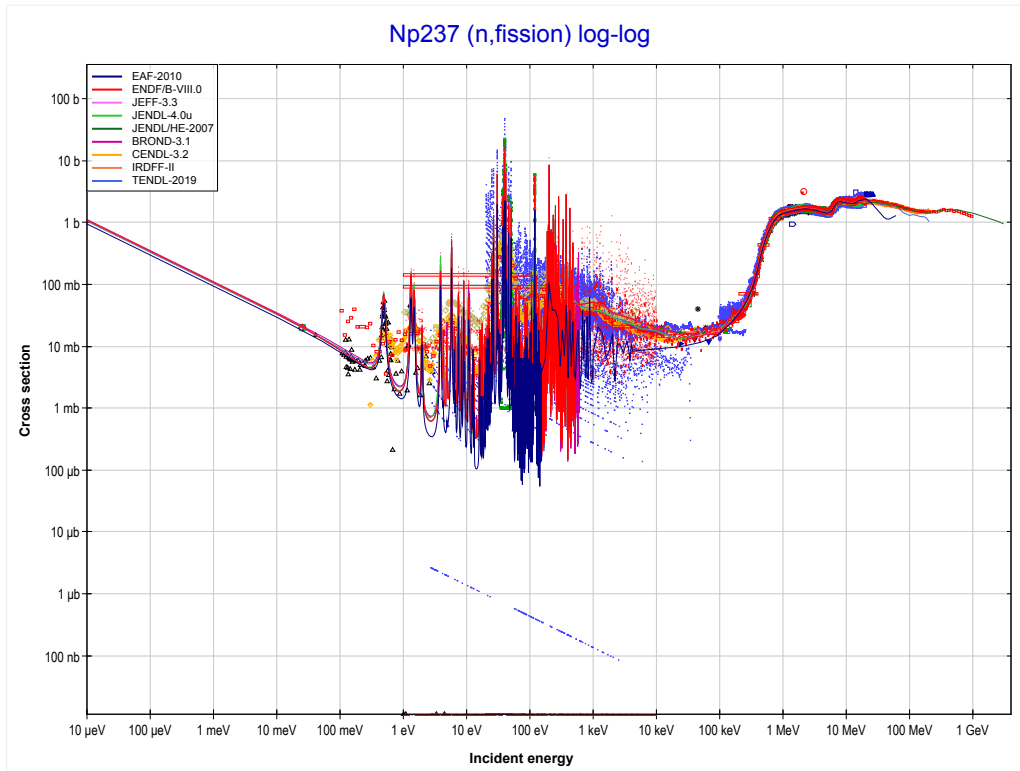 Np237 (n,fission) log-log
EAF-2010
ENDF/B-VIII.0
JEFF-3.3
JENDL-4.0u
JENDL/HE-2007
BROND-3.1
CENDL-3.2
IRDFF-II
TENDL-2019
100 b
10 b
1 b
100 mb
10 mb
1 mb
100 µb
10 µb
1 µb
100 nb
Cross section
10 µeV
100 µeV
1 meV
10 meV
100 meV
1 eV
10 eV
100 eV
1 keV
10 keV
100 keV
1 MeV
10 MeV
100 MeV
1 GeV
Incident energy